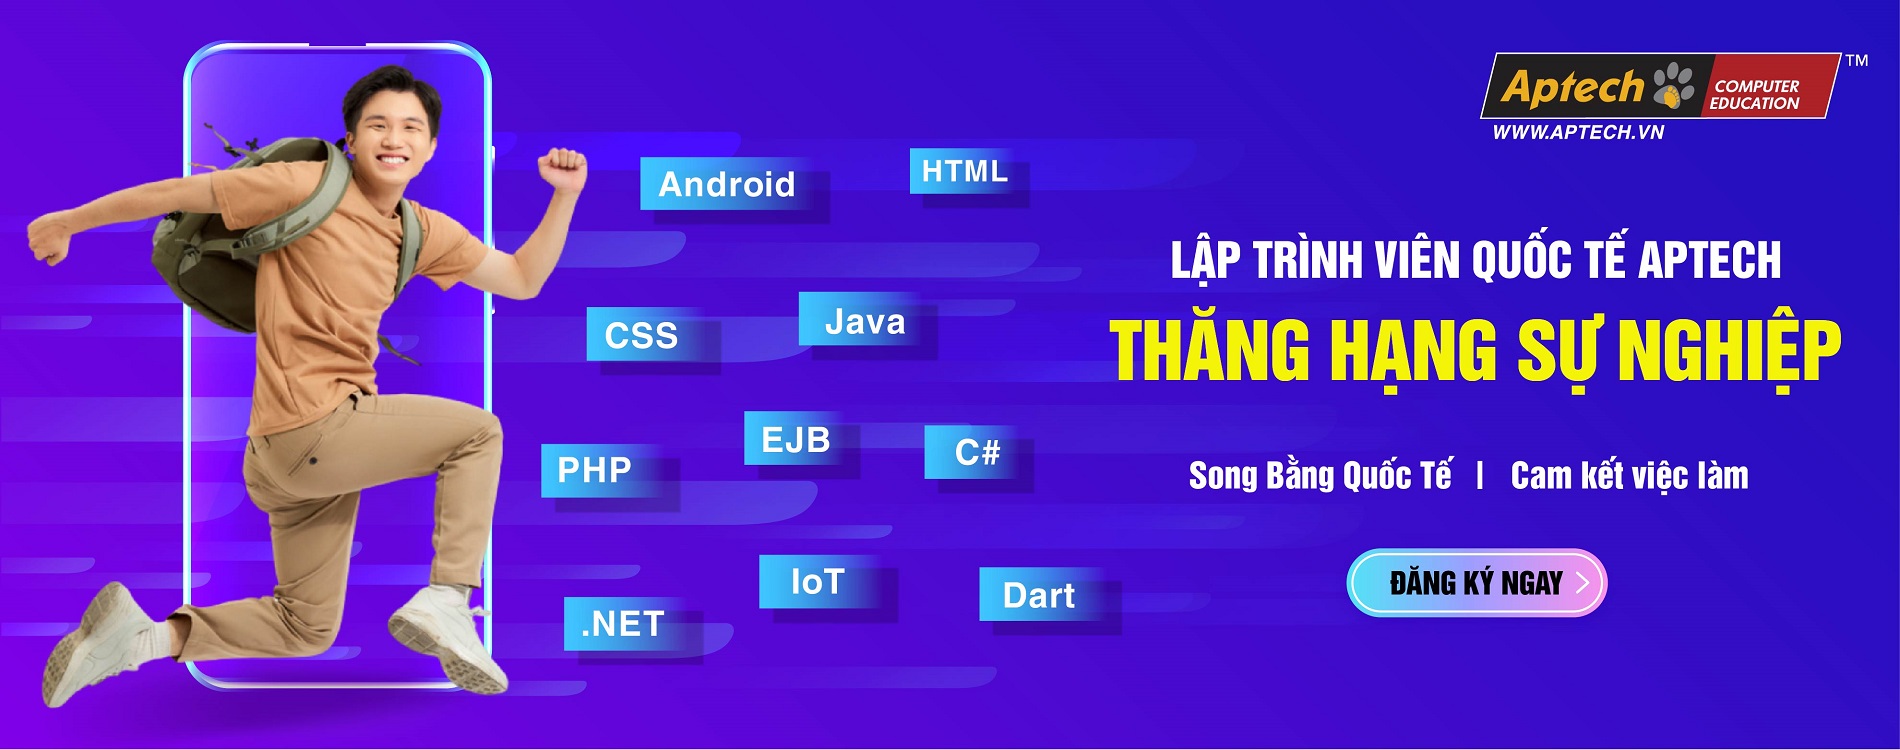 Aptech
COMPUTER
EDUCATION
TM
WWW.APTECH.VN
Android
HTML
CSS
Java
EJB
C#
PHP
IoT
Dart
.NET
LẬP TRÌNH VIÊN QUỐC TẾ APTECH
THĂNG HẠNG SỰ NGHIỆP
Song Bằng Quốc Tế | Cam kết việc làm
ĐĂNG KÝ NGAY